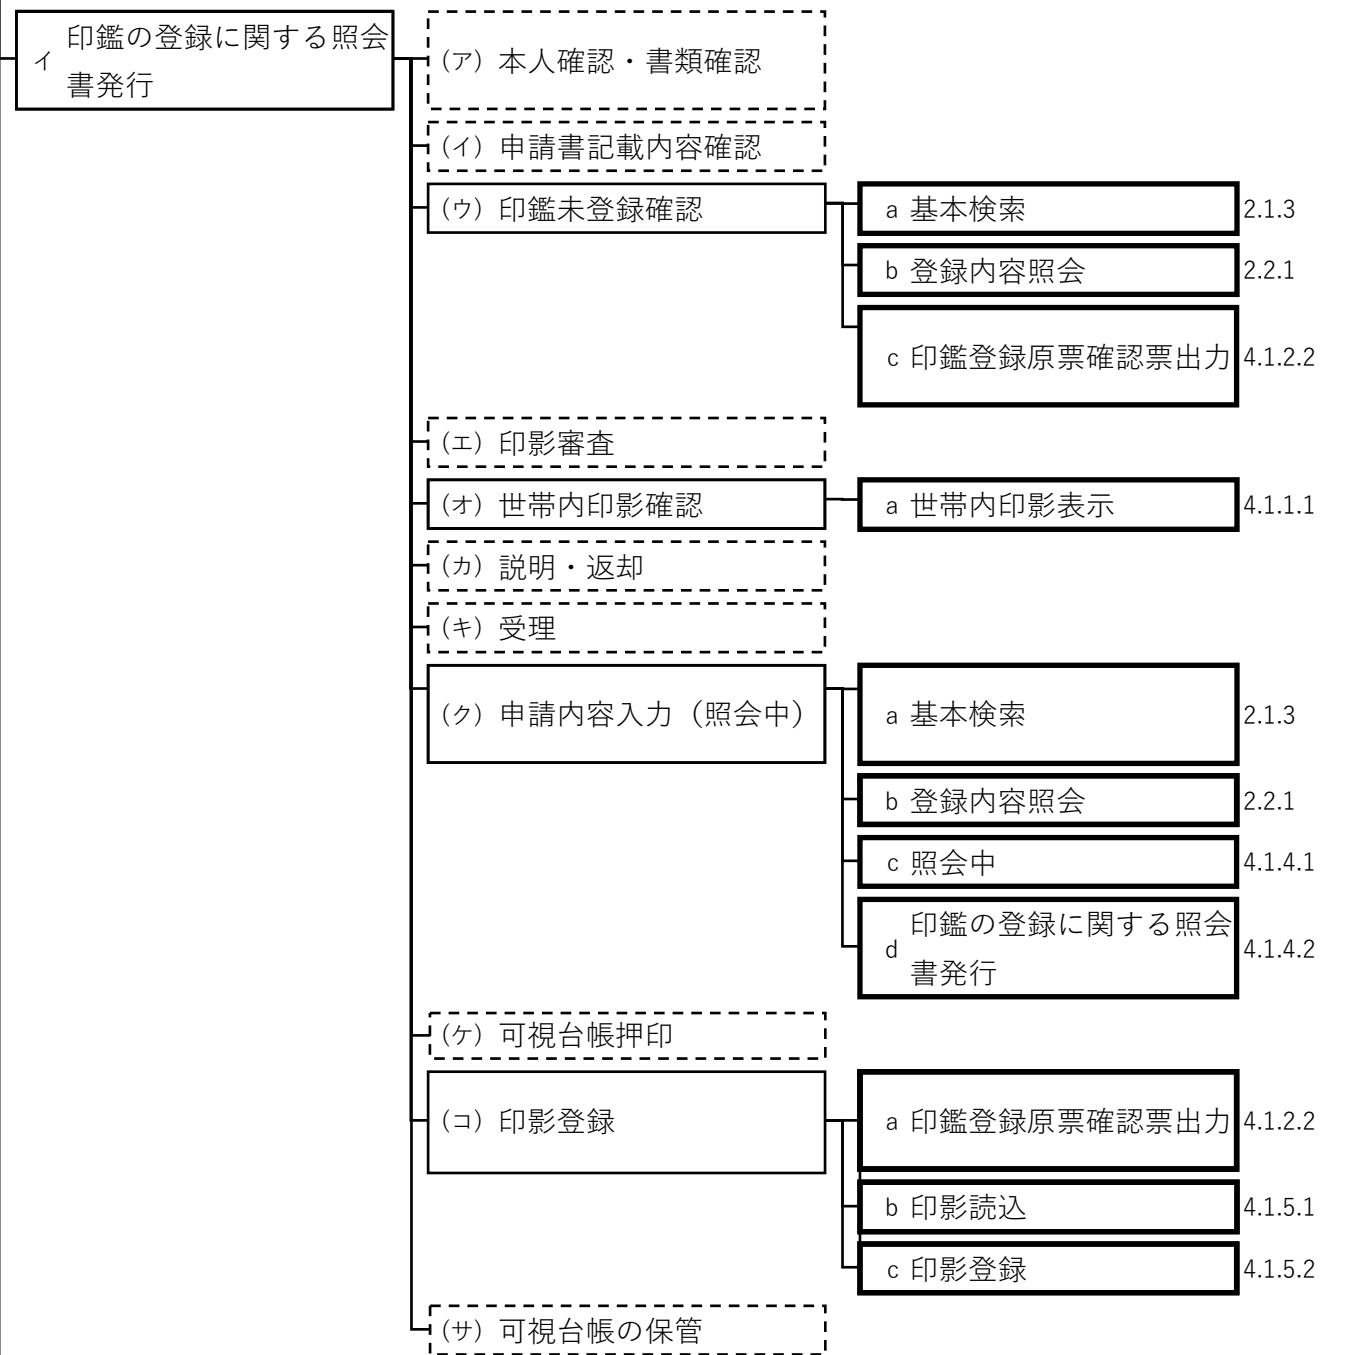 イ 印鑑の登録に関する照会
書発行
(ア) 本人確認・書類確認
(イ) 申請書記載内容確認
(ウ) 印鑑未登録確認
a 基本検索 2.1.3
b 登録内容照会 2.2.1
c 印鑑登録原票確認票出力 4.1.2.2
(エ) 印影審査
(オ) 世帯内印影確認
a 世帯内印影表示 4.1.1.1
(カ) 説明・返却
(キ) 受理
(ク) 申請内容入力（照会中）
a 基本検索 2.1.3
b 登録内容照会 2.2.1
c 照会中 4.1.4.1
d 印鑑の登録に関する照会
書発行 4.1.4.2
(ケ) 可視台帳押印
(コ) 印影登録
a 印鑑登録原票確認票出力 4.1.2.2
b 印影読込 4.1.5.1
c 印影登録 4.1.5.2
(サ) 可視台帳の保管